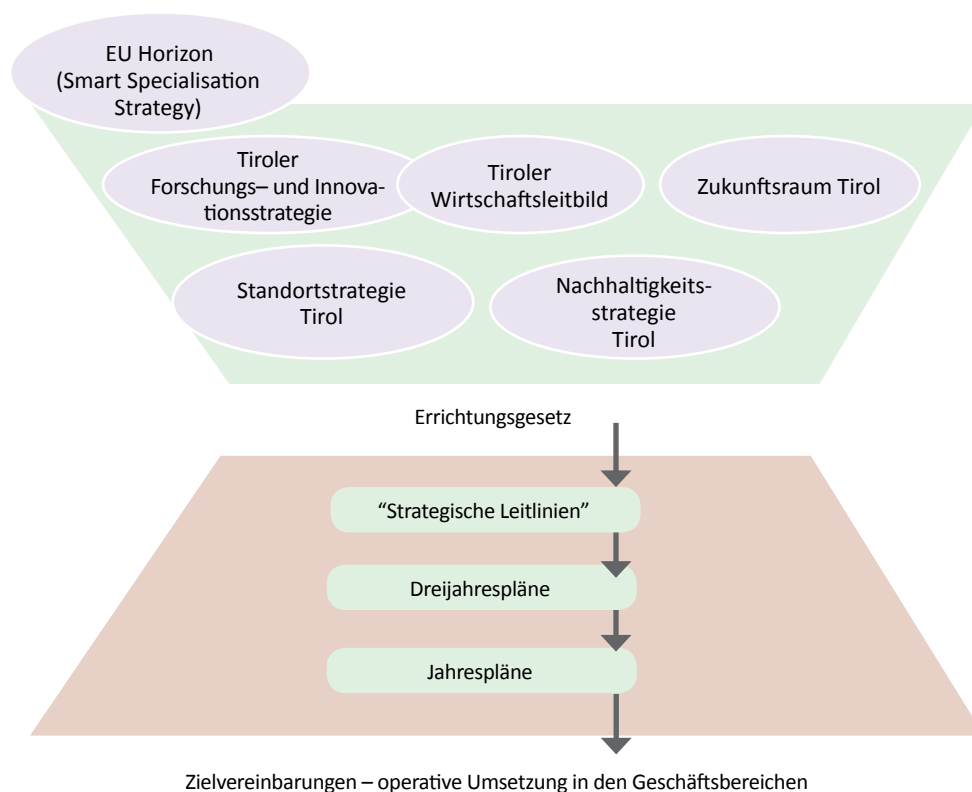 EU Horizon
(Smart Specialisation
Strategy)
Tiroler
Forschungs– und Innova-
tionsstrategie
Tiroler
Wirtschaftsleitbild
Zukunftsraum Tirol
Standortstrategie
Tirol
Nachhaltigkeits-
strategie
Tirol
Errichtungsgesetz
“Strategische Leitlinien”
Dreijahrespläne
Jahrespläne
Zielvereinbarungen – operative Umsetzung in den Geschäftsbereichen